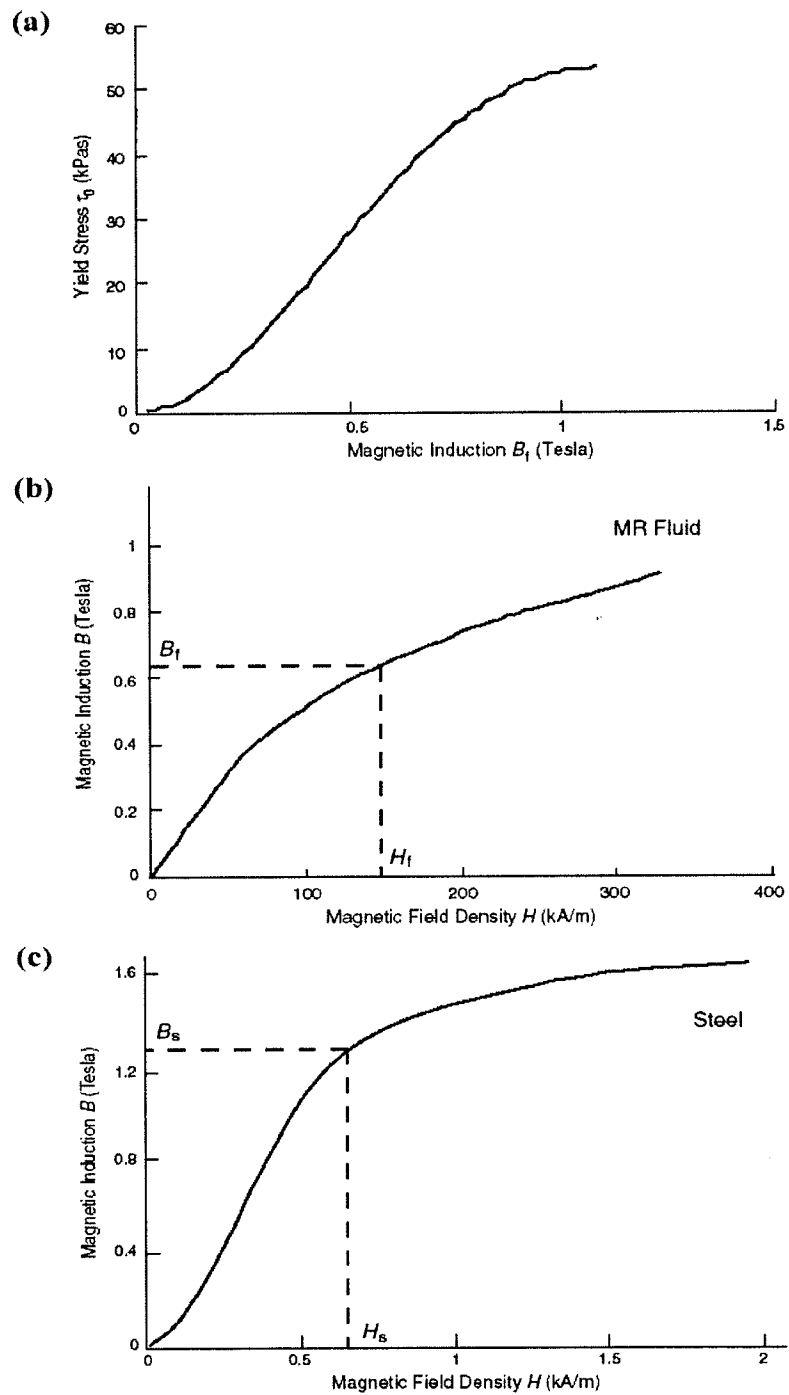 (a)
60
50
40
30
20
10
0
Yield Stress τ0 (kPas)
0
0.5
1
1.5
Magnetic Induction Bf (Tesla)
(b)
MR Fluid
1
0.8
Bf
0.6
0.4
0.2
0
Magnetic Induction B (Tesla)
Hf
0
100
200
300
400
Magnetic Field Density H (kA/m)
(c)
1.6
Bs
Steel
1.2
0.8
0.4
0
Magnetic Induction B (Tesla)
Hs
0
0.5
1
1.5
2
Magnetic Field Density H (kA/m)